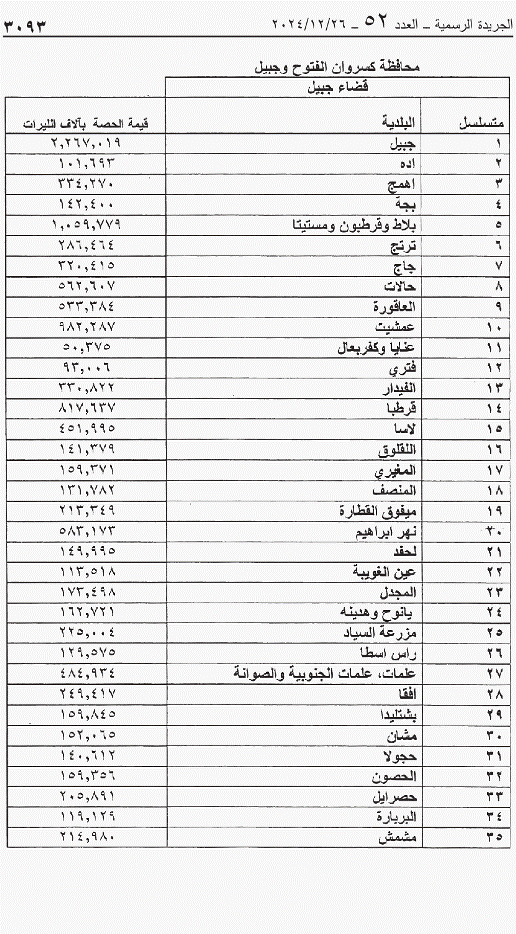 الجريدة الرسمية ــ العدد ٥٢ ــ ٢٠٢٤/١٢/٢٦ ٣٠٩٣
محافظة كسروان الفتوح وجبيل
قضاء جبيل
متسلسل البلدية قيمة الحصة بآلاف الليرات
١ جبيل ٢,٢٦٧,٠١٩
٢ اده ١٠١,٦٩٣
٣ اهمج ٣٣٤,٢٧٠
٤ بجة ١٤٢,٤٠٠
٥ بلاط وقرطبون ومستيتا ١,٠٥٩,٧٧٩
٦ ترتج ٢٨٦,٤٦٤
٧ جاج ٣٢٠,٤١٥
٨ حالات ٥٦٢,٦٠٧
٩ العاقورة ٥٣٣,٣٨٤
١٠ عمشيت ٩٨٢,٢٨٧
١١ عنايا وكفربعال ٥٠,٣٧٥
١٢ فتري ٩٣,٠٠٦
١٣ الفيدار ٣٣٠,٨٢٢
١٤ قرطبا ٨١٧,٦٣٧
١٥ لاسا ٤٥١,٩٩٥
١٦ اللقلوق ١٤١,٣٧٩
١٧ المغيري ١٥٩,٣٧١
١٨ المنصف ١٣١,٧٨٢
١٩ ميفوق القطارة ٢١٣,٣٤٩
٢٠ نهر ابراهيم ٥٨٣,١٧٣
٢١ لحفد ١٤٩,٩٩٥
٢٢ عين الغويبة ١١٣,٥١٨
٢٣ المجدل ١٧٣,٤٩٨
٢٤ يانوح وهدينه ١٦٢,٧٢١
٢٥ مزرعة السياد ٢٢٥,٠٠٤
٢٦ راس اسطا ١٢٩,٥٧٥
٢٧ علمات، علمات الجنوبية والصوانة ٤٨٤,٩٣٤
٢٨ افقا ٢٤٩,٤١٧
٢٩ بشتليدا ١٥٩,٨٤٥
٣٠ مشان ١٥٢,٠٦٥
٣١ حجولا ١٤٠,٦١٢
٣٢ الحصون ١٥٩,٣٥٦
٣٣ حصرايل ٢٠٥,٨٩١
٣٤ البربارة ١١٩,١٢٩
٣٥ مشمش ٢١٤,٩٨٠